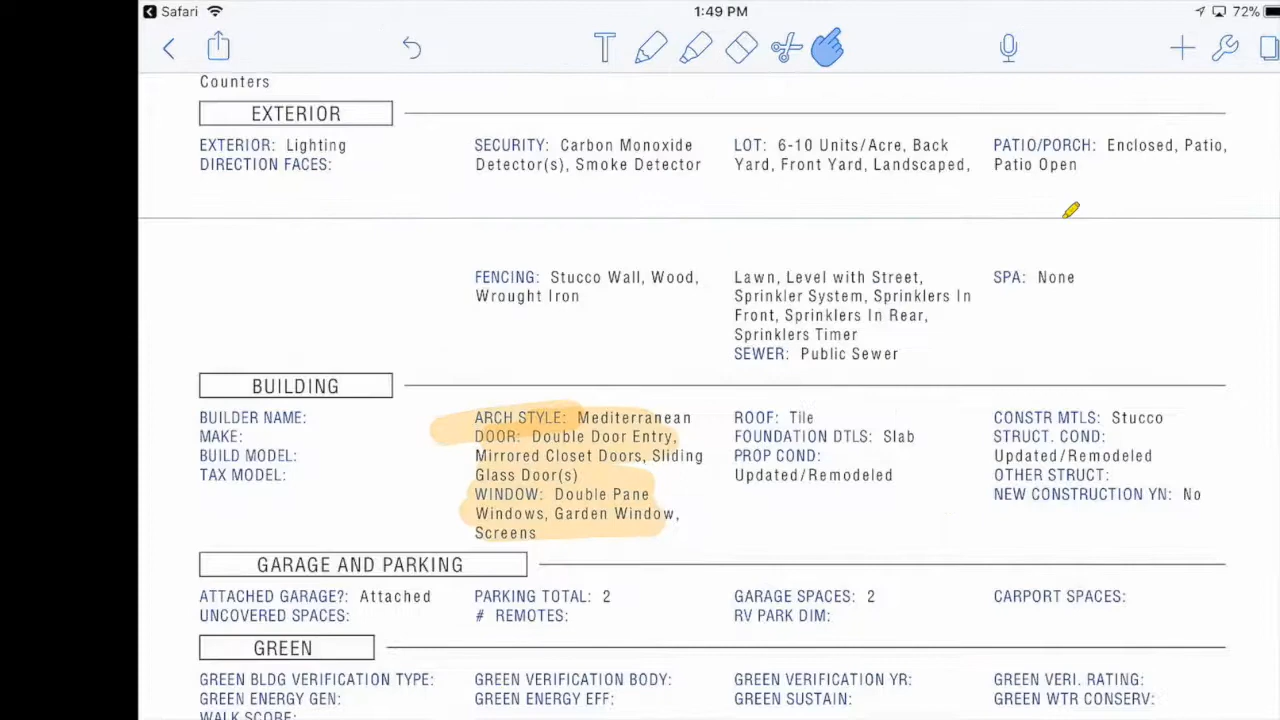 Safari
1:49 PM
72%
T
Counters
EXTERIOR
EXTERIOR: Lighting
DIRECTION FACES:
SECURITY: Carbon Monoxide
Detector(s), Smoke Detector
LOT: 6-10 Units/Acre, Back
Yard, Front Yard, Landscaped,
PATIO/PORCH: Enclosed, Patio,
Patio Open
FENCING: Stucco Wall, Wood,
Wrought Iron
Lawn, Level with Street,
Sprinkler System, Sprinklers In
Front, Sprinklers In Rear,
Sprinklers Timer
SEWER: Public Sewer
SPA: None
BUILDING
BUILDER NAME:
MAKE:
BUILD MODEL:
TAX MODEL:
ARCH STYLE: Mediterranean
DOOR: Double Door Entry,
Mirrored Closet Doors, Sliding
Glass Door(s)
WINDOW: Double Pane
Windows, Garden Window,
Screens
ROOF: Tile
FOUNDATION DTLS: Slab
PROP COND:
Updated/Remodeled
CONSTR MTLS: Stucco
STRUCT. COND:
Updated/Remodeled
OTHER STRUCT:
NEW CONSTRUCTION YN: No
GARAGE AND PARKING
ATTACHED GARAGE?: Attached
UNCOVERED SPACES:
PARKING TOTAL: 2
# REMOTES:
GARAGE SPACES: 2
RV PARK DIM:
CARPORT SPACES:
GREEN
GREEN BLDG VERIFICATION TYPE:
GREEN ENERGY GEN:
WALK SCORE:
GREEN VERIFICATION BODY:
GREEN ENERGY EFF:
GREEN VERIFICATION YR:
GREEN SUSTAIN:
GREEN VERI. RATING:
GREEN WTR CONSERV: